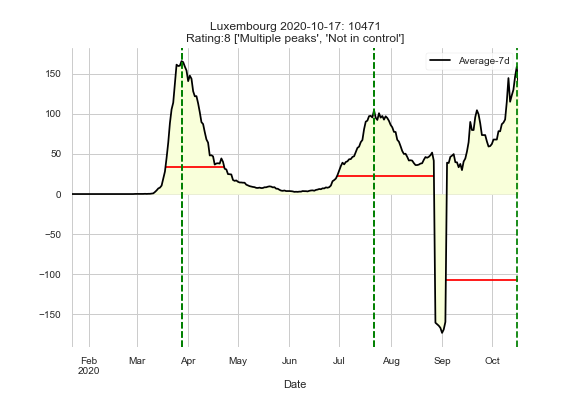 Luxembourg 2020-10-17: 10471
Rating:8 ['Multiple peaks', 'Not in control']
Average-7d
150
100
50
0
−50
−100
−150
Feb Mar Apr May Jun Jul Aug Sep Oct
2020
Date